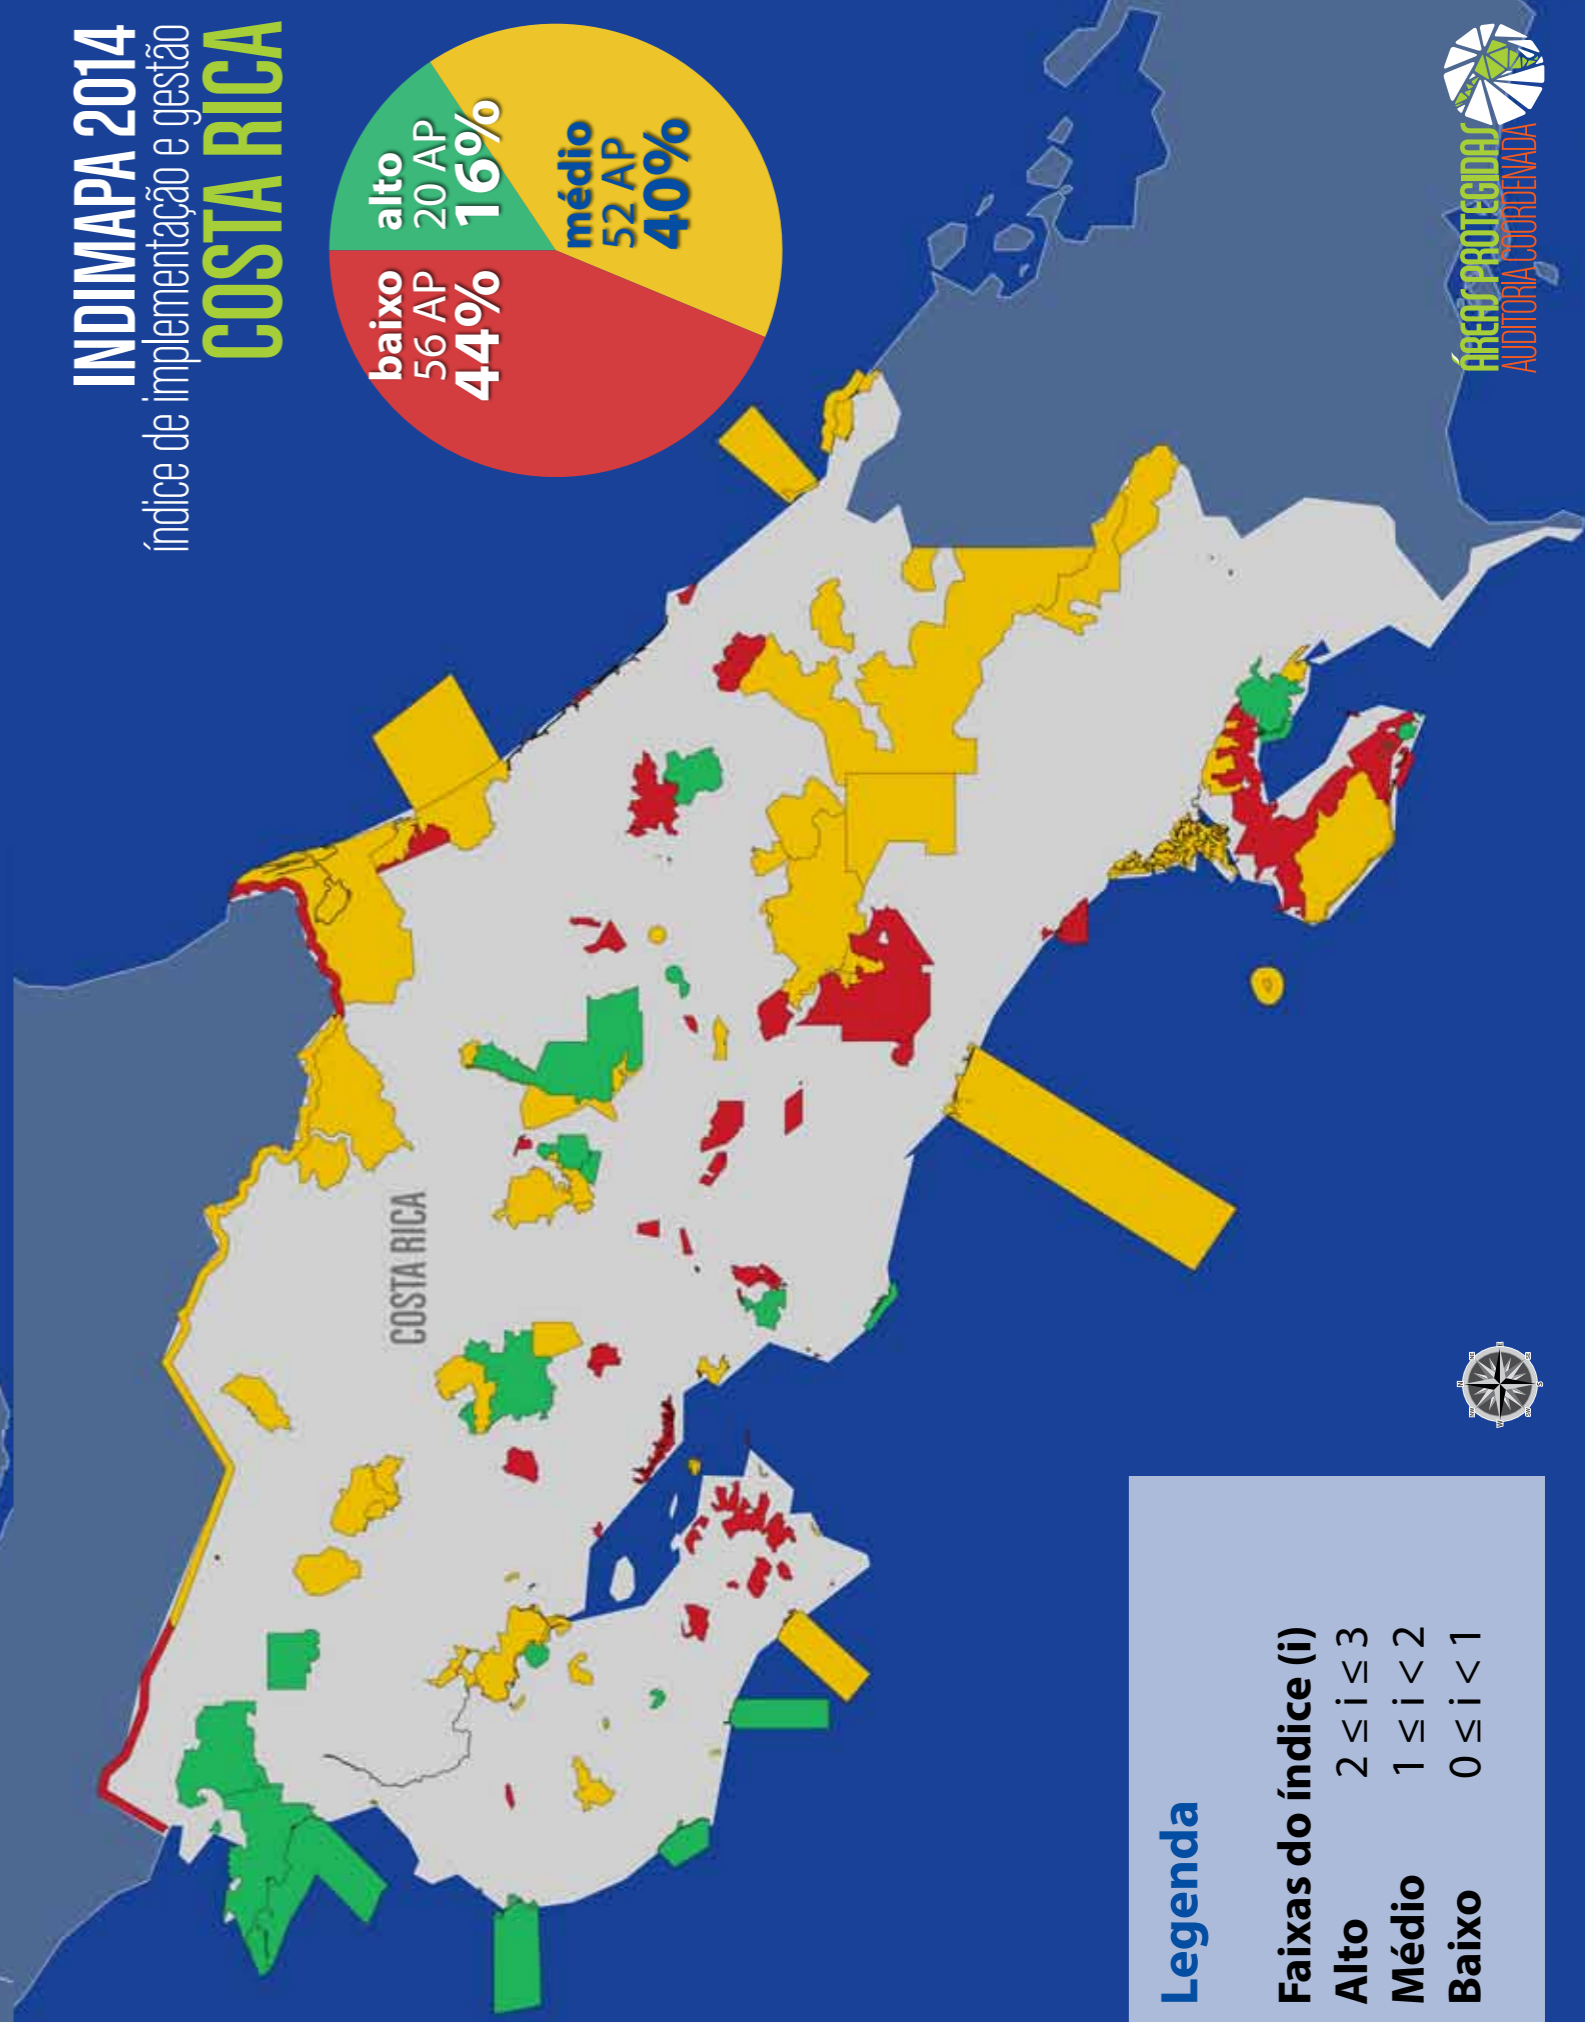 INDIMAPA 2014
índice de implementação e gestão
COSTA RICA
baixo
56 AP
44%
alto
20 AP
16%
médio
52 AP
40%
COSTA RICA
Legenda
Faixas do índice (i)
Alto 2 ≤ i ≤ 3
Médio 1 ≤ i < 2
Baixo 0 ≤ i < 1
ÁREAS PROTEGIDAS
AUDITORIA COORDENADA